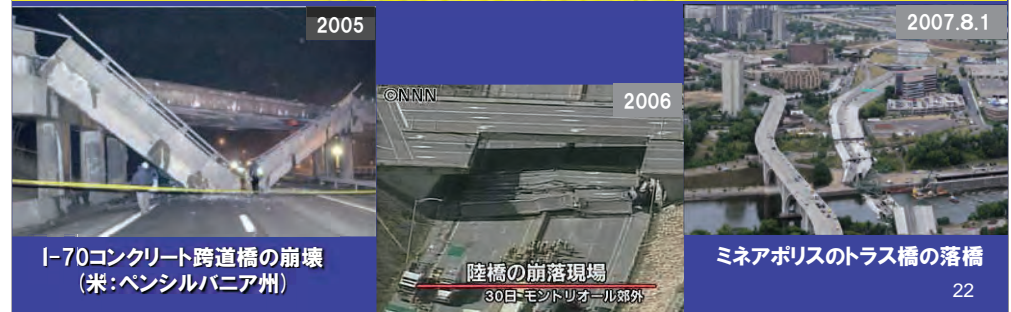 2005
I-70コンクリート跨道橋の崩壊
(米:ペンシルバニア州)
©NNN
2006
陸橋の崩落現場
30日 モントリオール郊外
2007.8.1
ミネアポリスのトラス橋の落橋
22